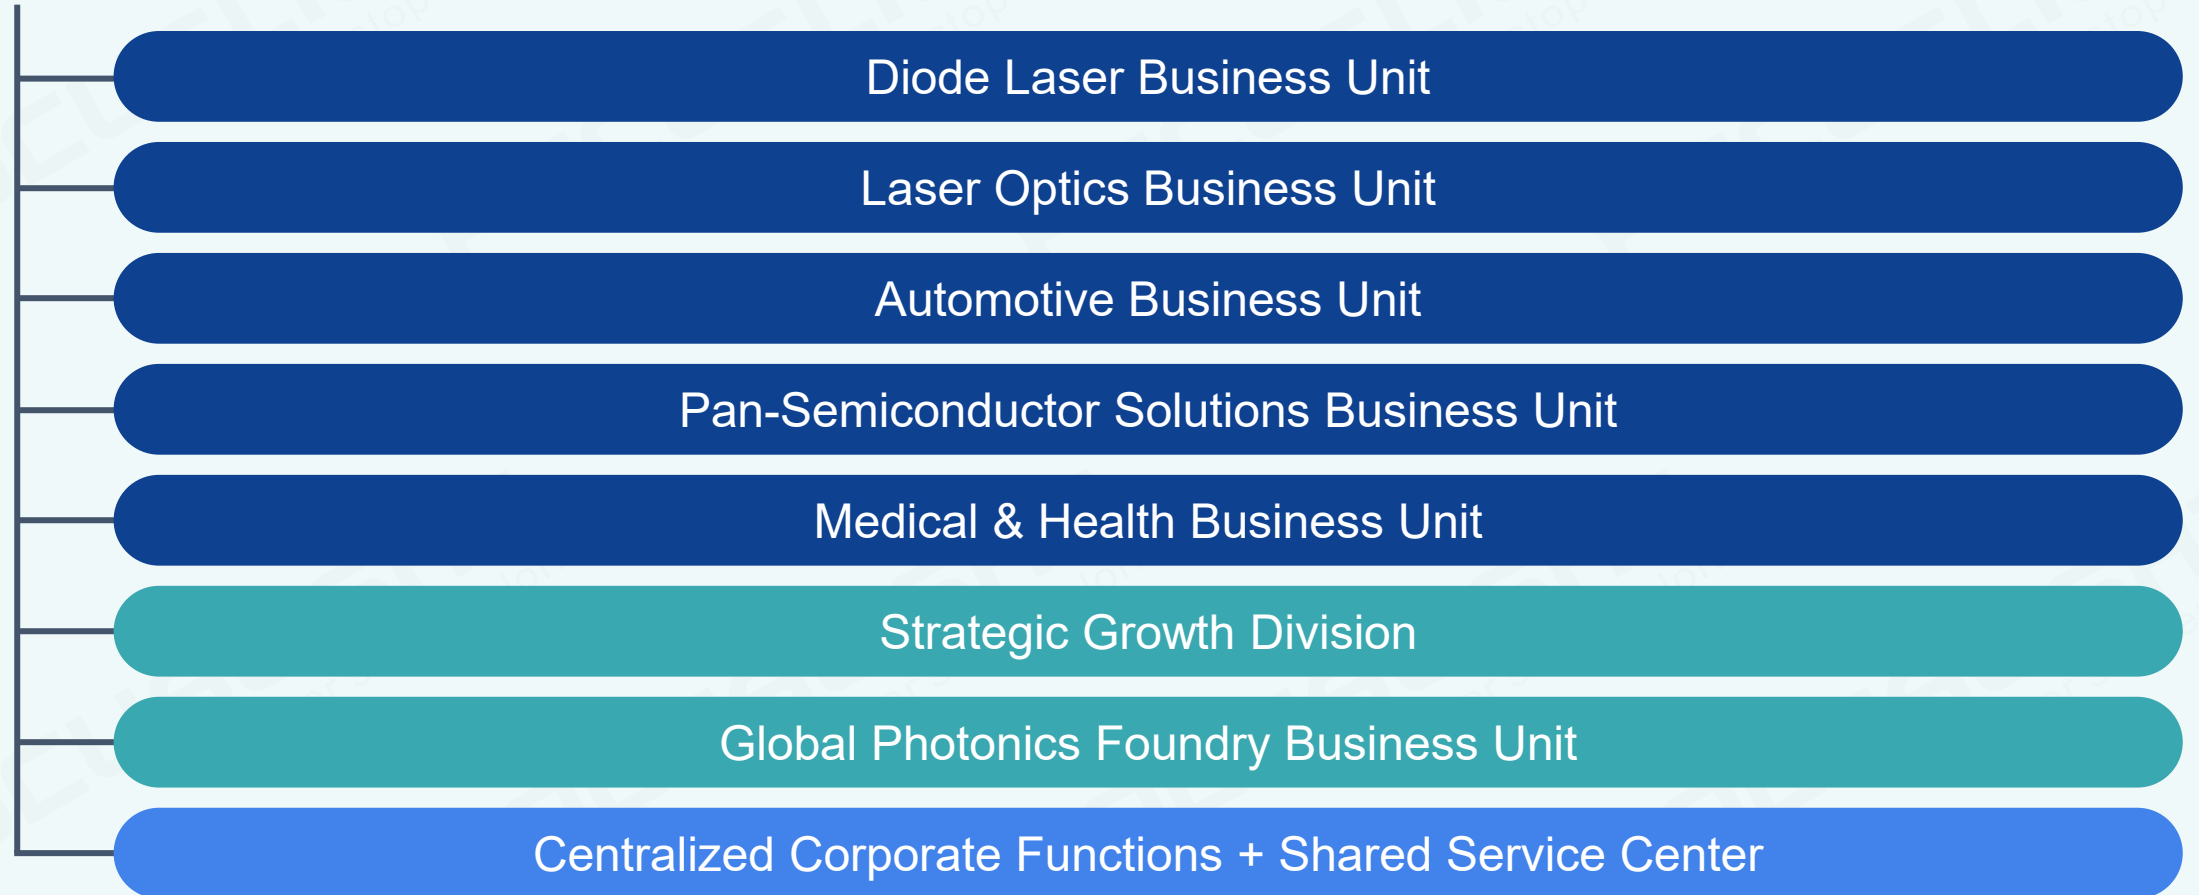 Diode Laser Business Unit
Laser Optics Business Unit
Automotive Business Unit
Pan-Semiconductor Solutions Business Unit
Medical & Health Business Unit
Strategic Growth Division
Global Photonics Foundry Business Unit
Centralized Corporate Functions + Shared Service Center